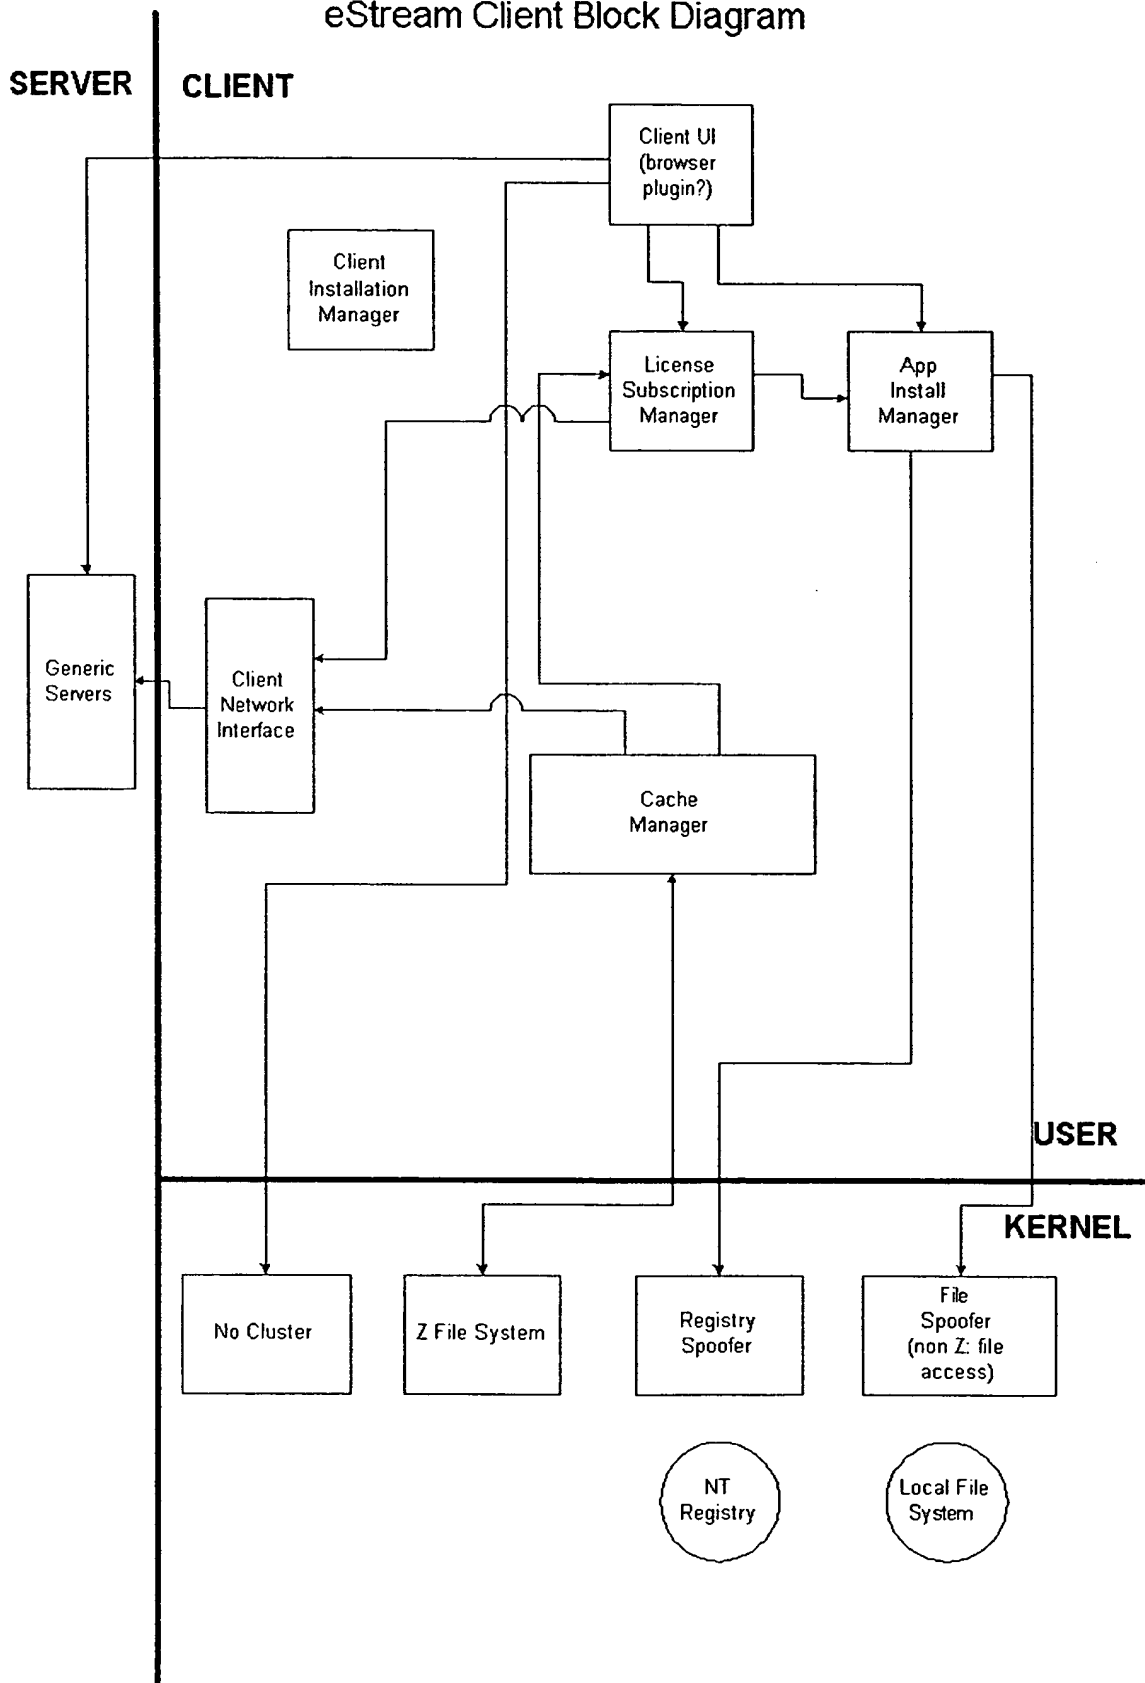 eStream Client Block Diagram
SERVER
CLIENT
Client UI
(browser
plugin?)
Client
Installation
Manager
License
Subscription
Manager
App
Install
Manager
Generic
Servers
Client
Network
Interface
Cache
Manager
USER
KERNEL
No Cluster
Z File System
Registry
Spoofer
File
Spoofer
(non Z: file
access)
NT
Registry
Local File
System